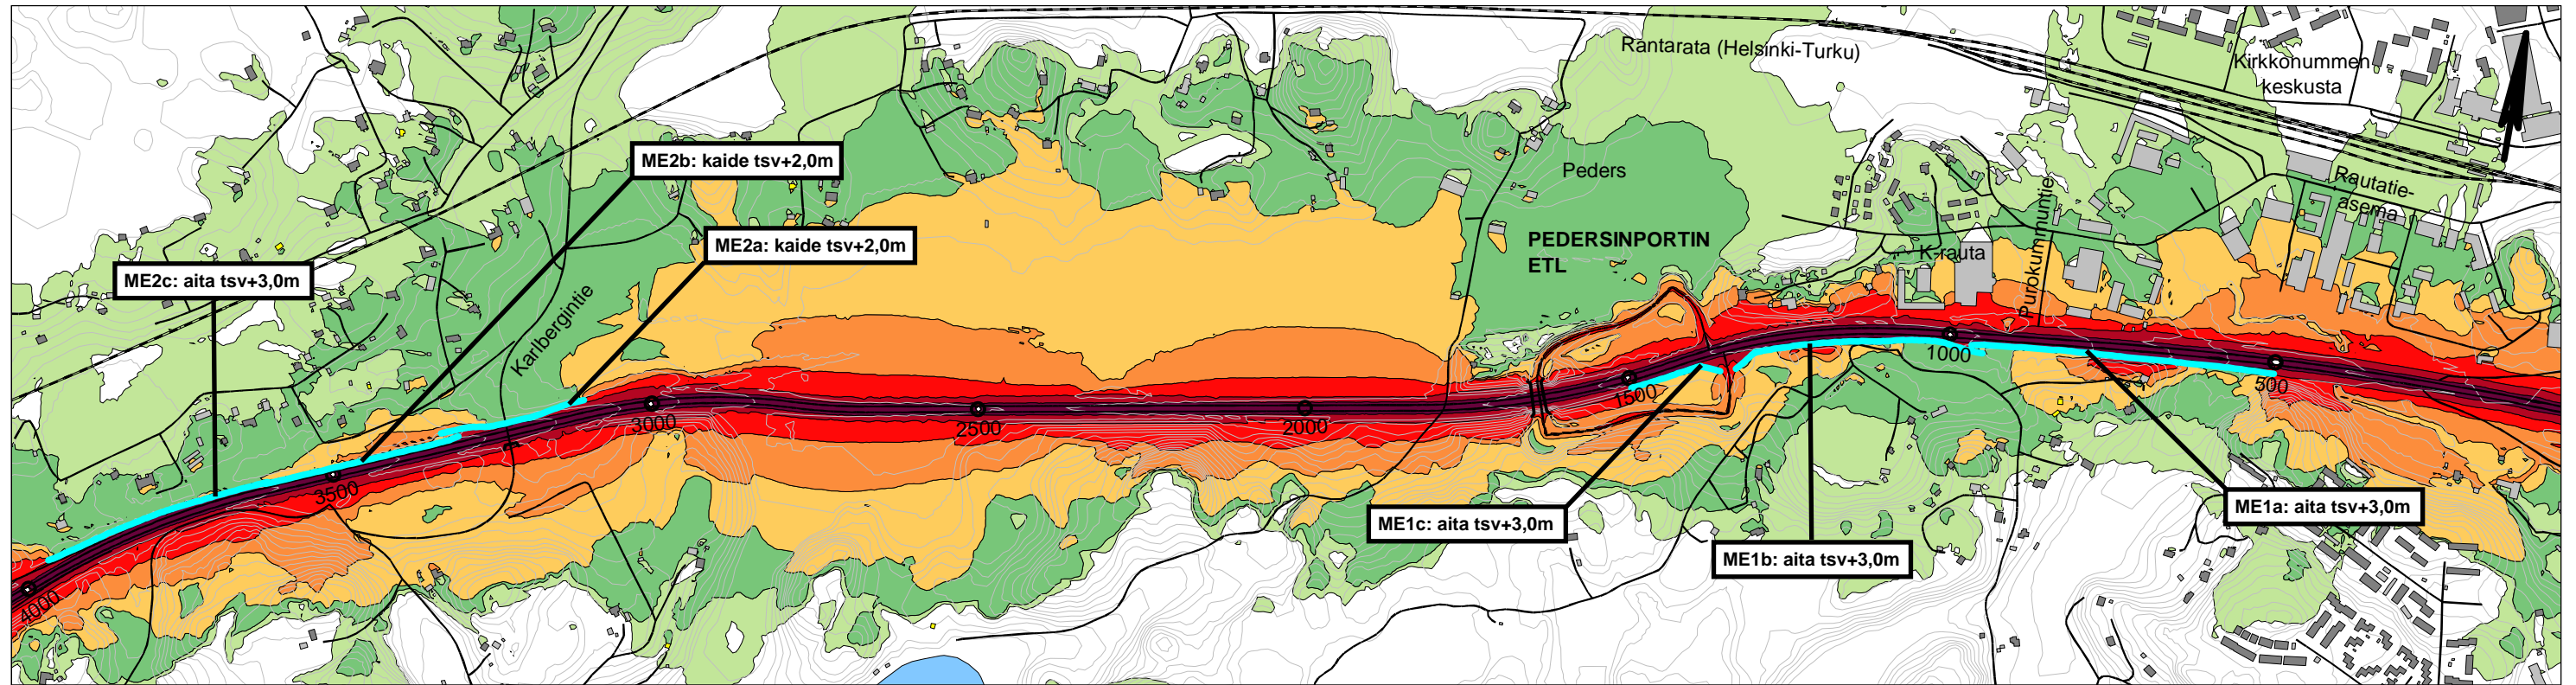 Rantarata (Helsinki-Turku)
Kirkkonummen
keskusta
ME2b: kaide tsv+2,0m
Peders
Rautatie-
asema
Purokummuntie
ME2a: kaide tsv+2,0m
PEDERSINPORTIN
ETL
K-rauta
ME2c: aita tsv+3,0m
Karlbergintie
1000
500
1500
3000
2500
2000
3500
4000
ME1a: aita tsv+3,0m
ME1c: aita tsv+3,0m
ME1b: aita tsv+3,0m